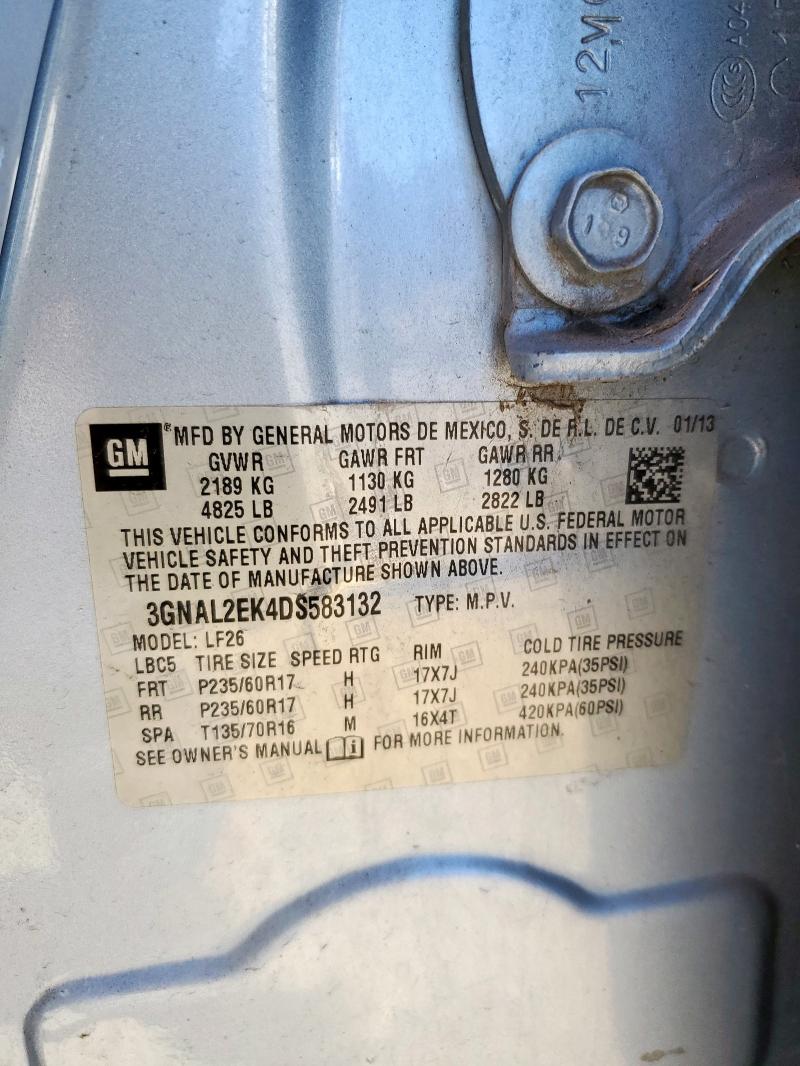 12M
A04
109
GM ® MFD BY GENERAL MOTORS DE MEXICO, S. DE R.L. DE C.V. 01/13
GVWR GAWR FRT GAWR RR
2189 KG 1130 KG 1280 KG
4825 LB 2491 LB 2822 LB
THIS VEHICLE CONFORMS TO ALL APPLICABLE U.S. FEDERAL MOTOR
VEHICLE SAFETY AND THEFT PREVENTION STANDARDS IN EFFECT ON
THE DATE OF MANUFACTURE SHOWN ABOVE.
3GNAL2EK4DS583132 TYPE: M.P.V.
MODEL: LF26
LBC5 TIRE SIZE SPEED RTG RIM COLD TIRE PRESSURE
FRT P235/60R17 H 17X7J 240KPA(35PSI)
RR P235/60R17 H 17X7J 240KPA(35PSI)
SPA T135/70R16 M 16X4T 420KPA(60PSI)
SEE OWNER'S MANUAL FOR MORE INFORMATION.